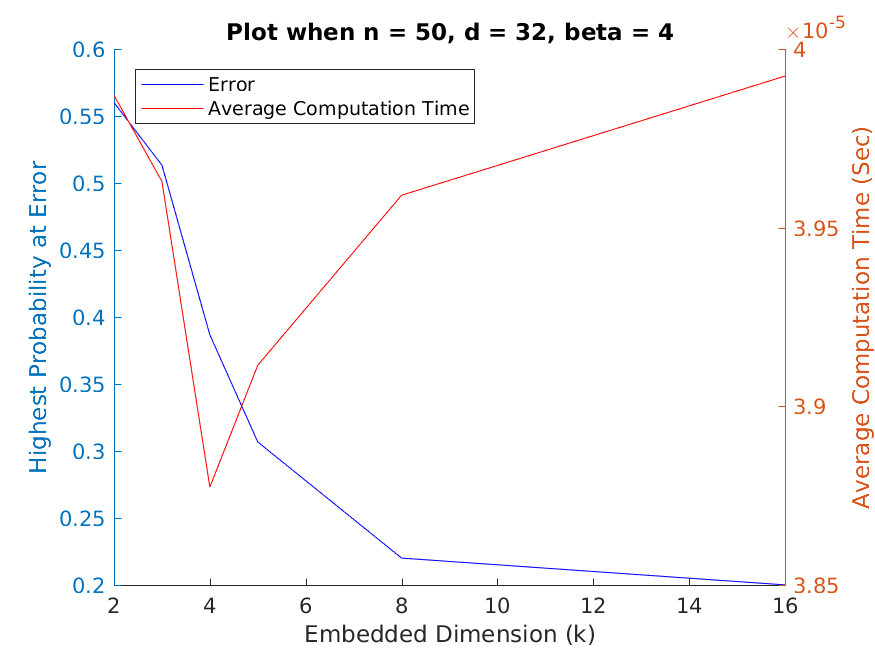 Plot when n = 50, d = 32, beta = 4
×10-5
Error
Average Computation Time
0.6
0.55
0.5
0.45
0.4
0.35
0.3
0.25
0.2
Highest Probability at Error
4
3.95
3.9
3.85
Average Computation Time (Sec)
2 4 6 8 10 12 14 16
Embedded Dimension (k)